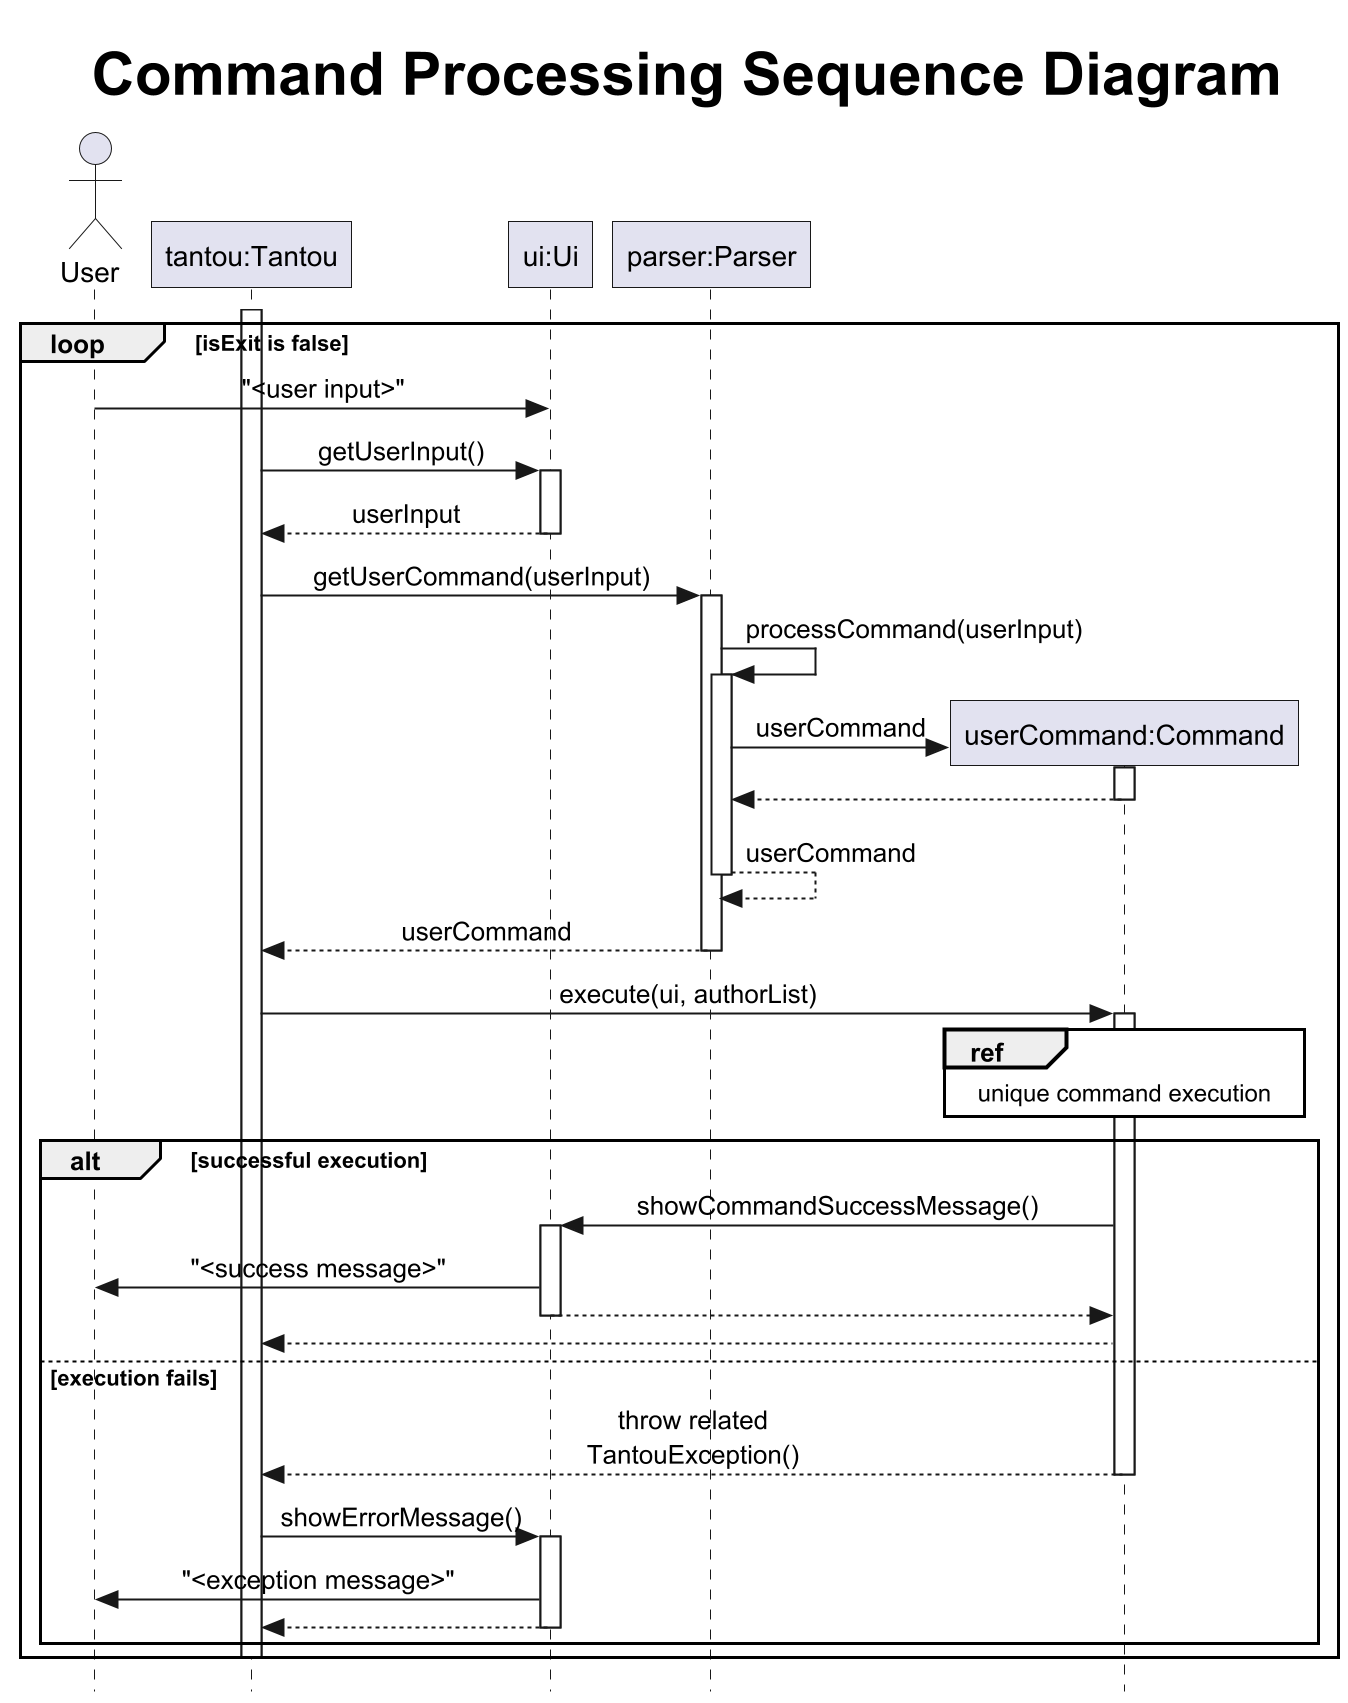 Command Processing Sequence Diagram
User
tantou:Tantou
ui:Ui
parser:Parser
loop
[isExit is false]
"<user input>"
getUserInput()
userInput
getUserCommand(userInput)
processCommand(userInput)
userCommand
userCommand:Command
userCommand
userCommand
execute(ui, authorList)
ref
unique command execution
alt
[successful execution]
showCommandSuccessMessage()
"<success message>"
[execution fails]
throw related
TantouException()
showErrorMessage()
"<exception message>"